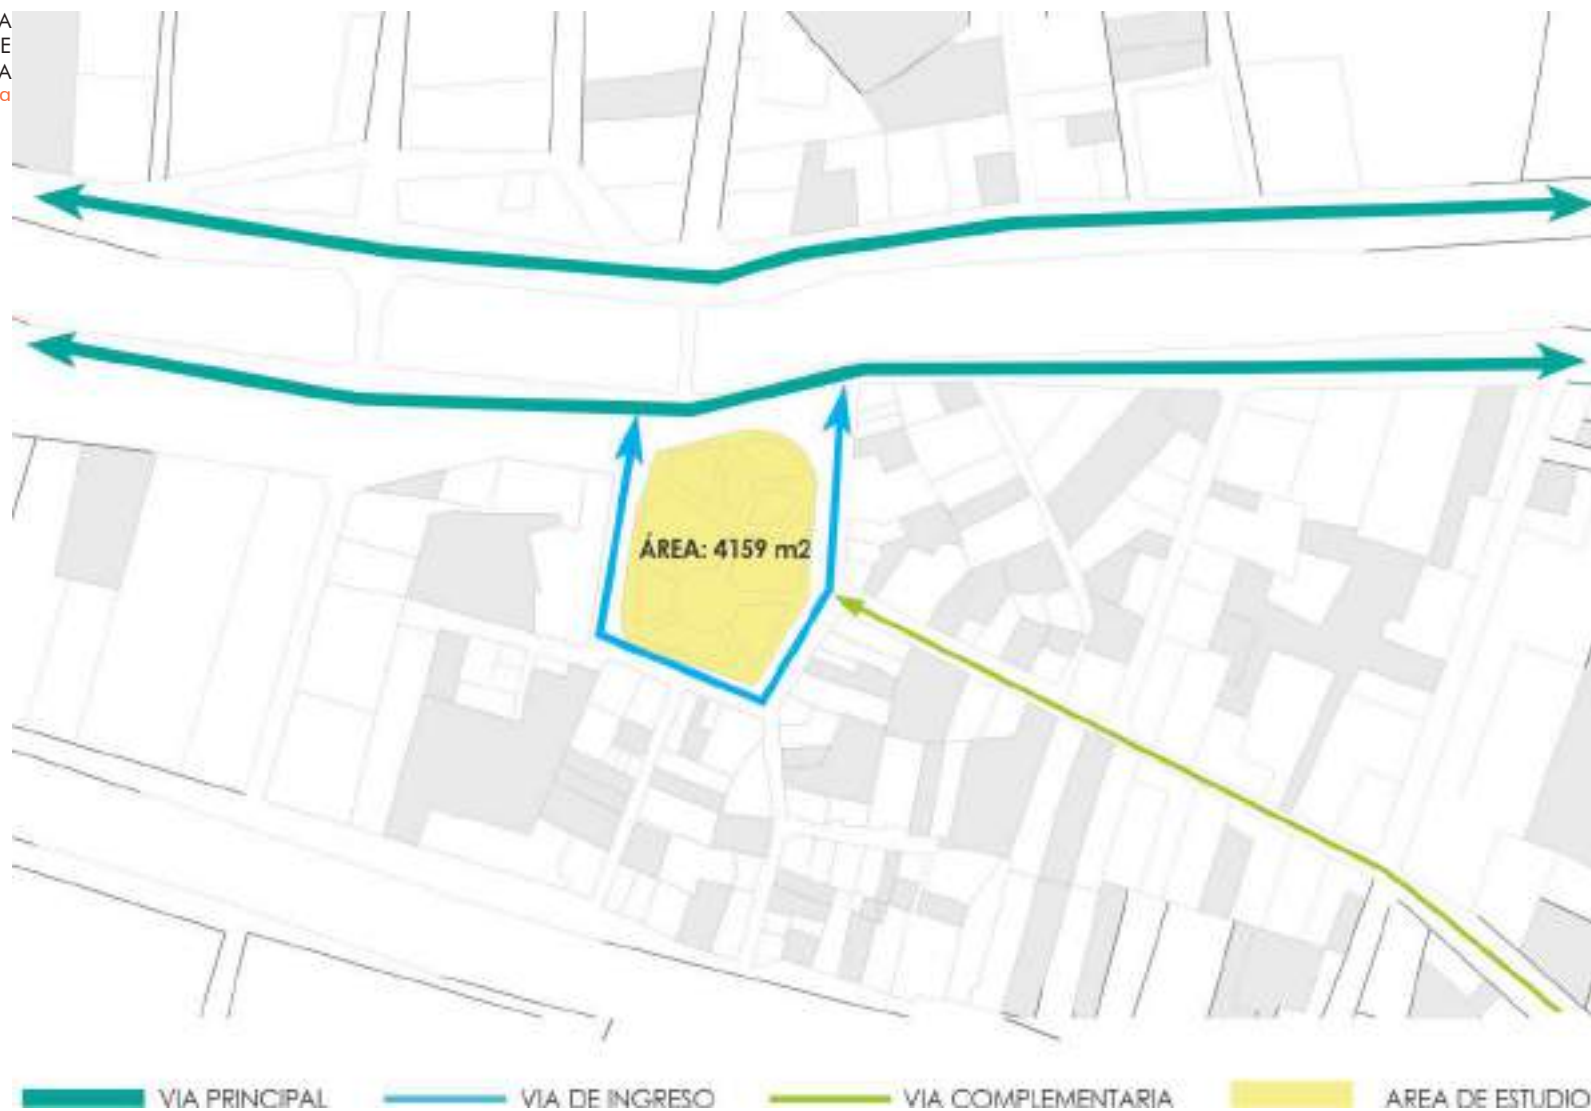 A
E
A
a
ÁREA: 4159 m2
VIA PRINCIPAL
VIA DE INGRESO
VIA COMPLEMENTARIA
AREA DE ESTUDIO